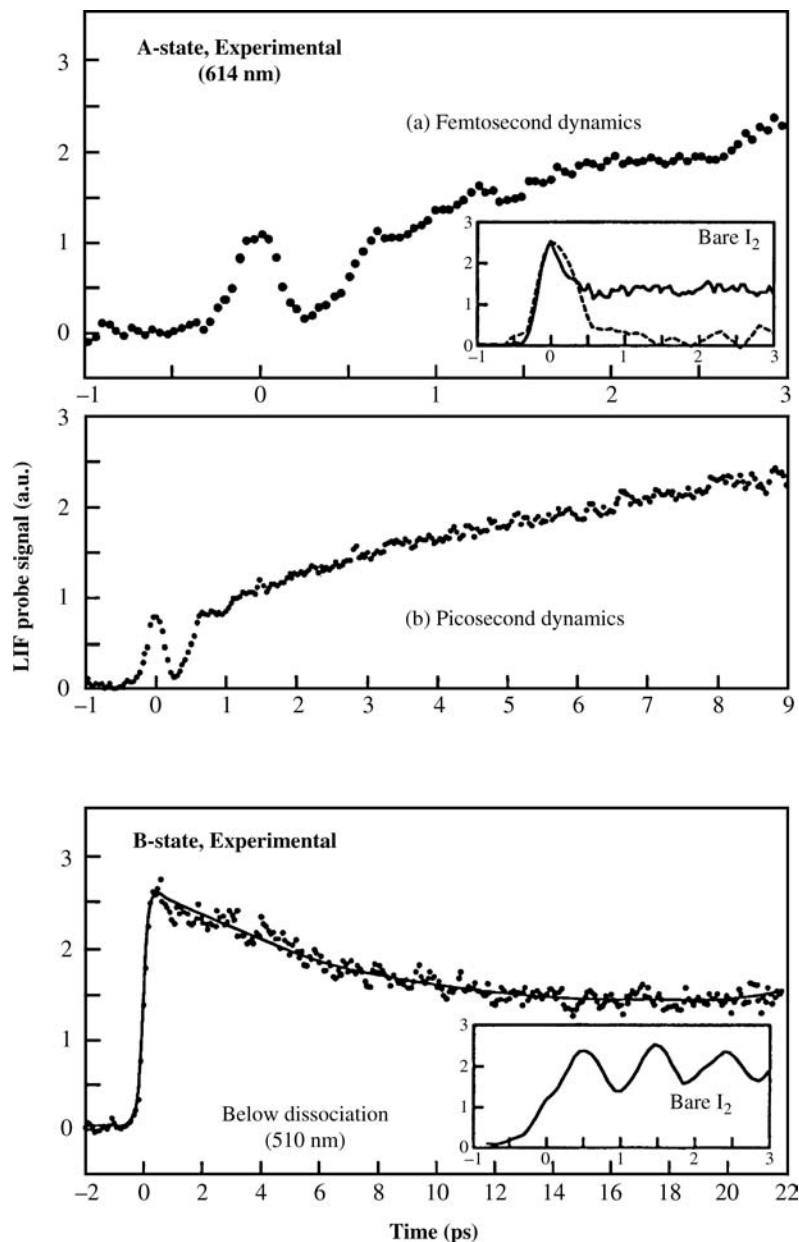 A-state, Experimental
(614 nm)
(a) Femtosecond dynamics
3
2
1
0
Bare I₂
3
2
1
0
-1 0 1 2 3
–1 0 1 2 3
LIF probe signal (a.u.)
3
2
1
0
(b) Picosecond dynamics
–1 0 1 2 3 4 5 6 7 8 9
B-state, Experimental
3
2
1
0
Below dissociation
(510 nm)
Bare I₂
3
2
1
0
-1 0 1 2 3
–2 0 2 4 6 8 10 12 14 16 18 20 22
Time (ps)